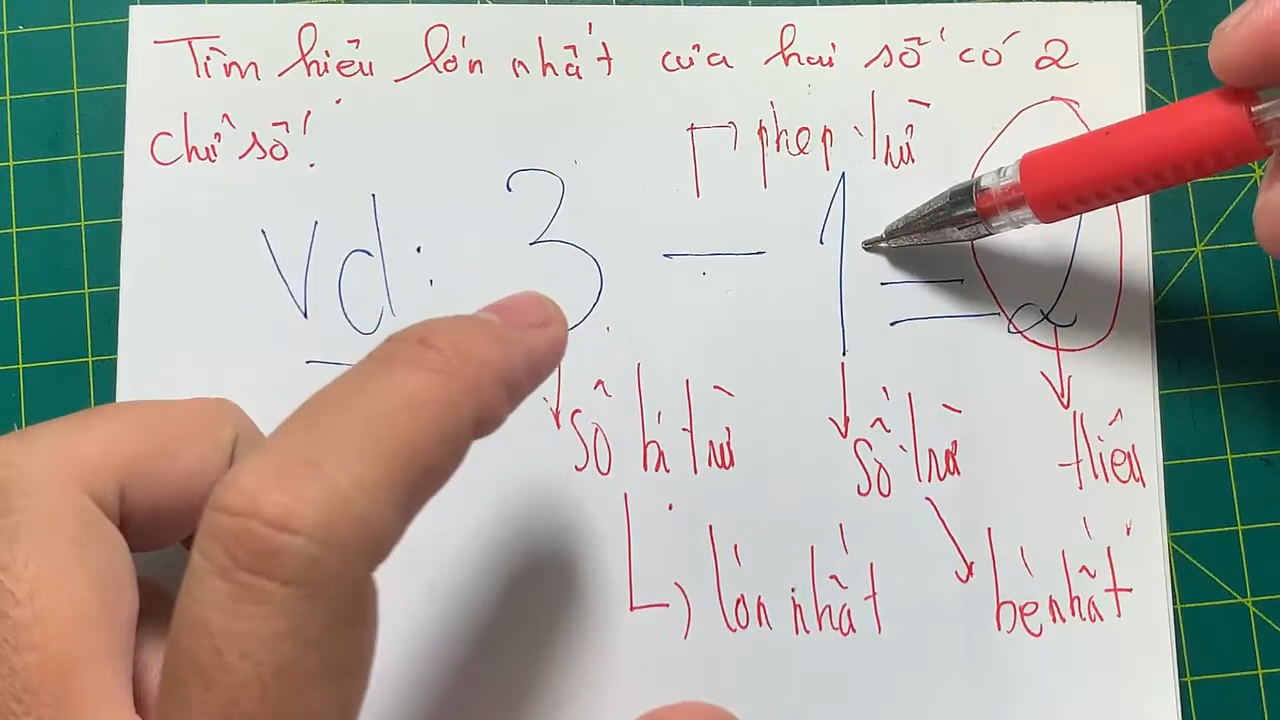 Tìm hiệu lớn nhất của hai số có 2
chữ số!
phép trừ
Vd: 3 - 1 = 2
số bị trừ số trừ hiệu
lớn nhất bé nhất